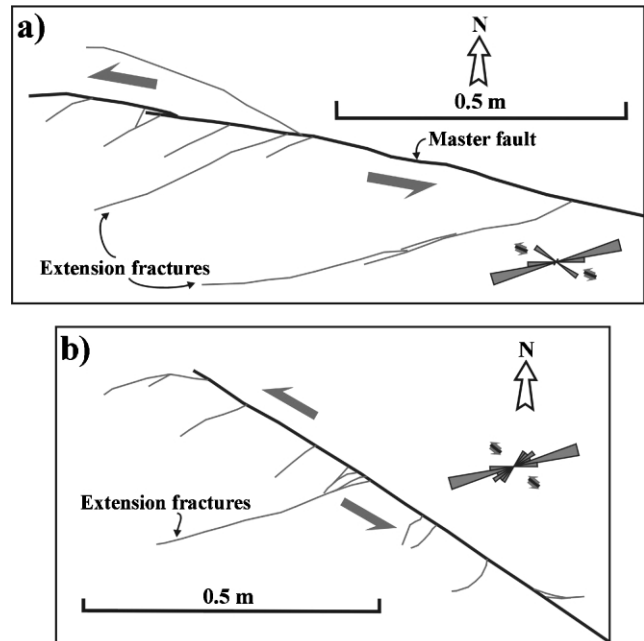 a)
N
0.5 m
Master fault
Extension fractures
b)
N
Extension fractures
0.5 m